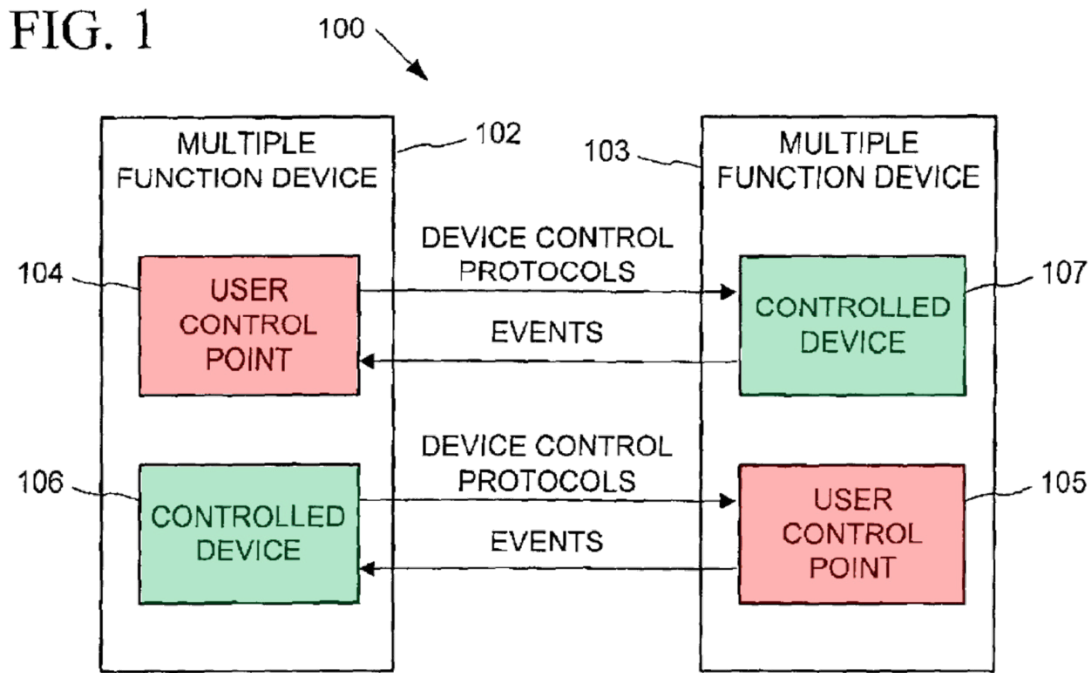 FIG. 1
100
MULTIPLE
FUNCTION DEVICE
102
103
MULTIPLE
FUNCTION DEVICE
DEVICE CONTROL
PROTOCOLS
104
USER
CONTROL
POINT
EVENTS
CONTROLLED
DEVICE
107
DEVICE CONTROL
PROTOCOLS
106
CONTROLLED
DEVICE
EVENTS
USER
CONTROL
POINT
105